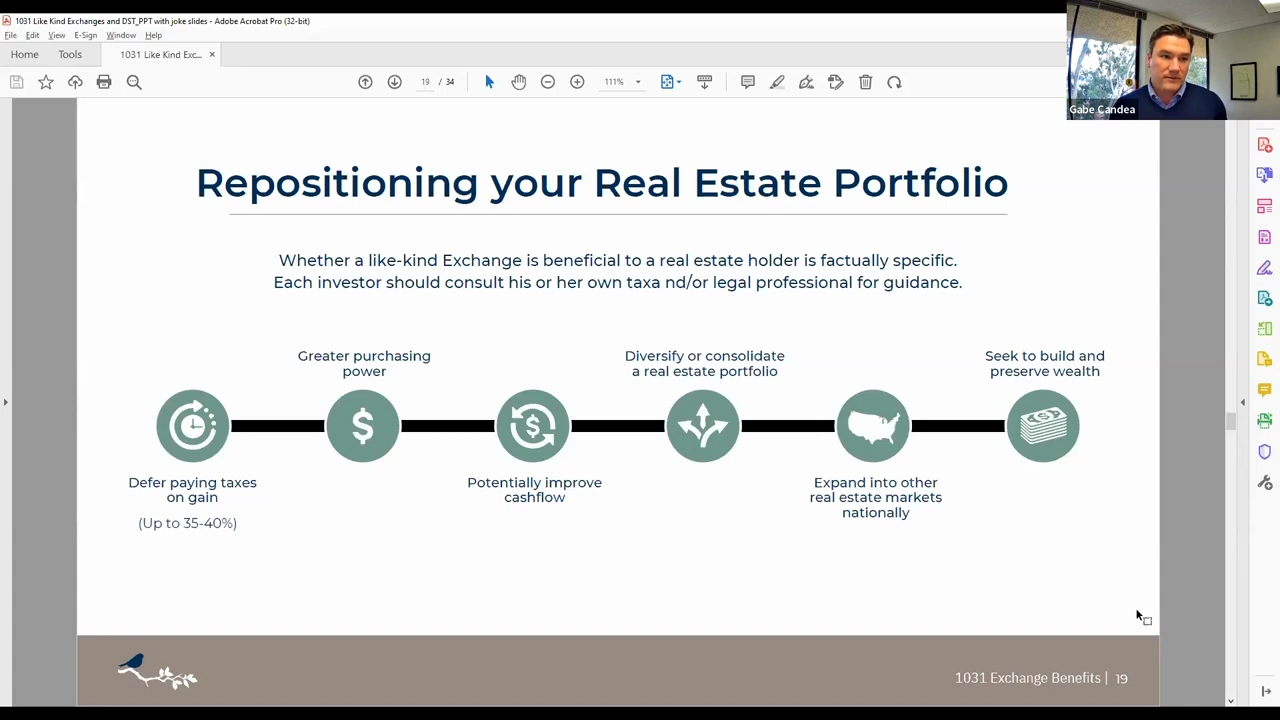 1031 Like Kind Exchanges and DST_PPT with joke slides - Adobe Acrobat Pro (32-bit)
File Edit View E-Sign Window Help
Home Tools 1031 Like Kind Exc... ×
19 / 34 111%
Gabe Candea
Repositioning your Real Estate Portfolio
Whether a like-kind Exchange is beneficial to a real estate holder is factually specific.
Each investor should consult his or her own taxa nd/or legal professional for guidance.
Greater purchasing
power
Diversify or consolidate
a real estate portfolio
Seek to build and
preserve wealth
Defer paying taxes
on gain
(Up to 35-40%)
Potentially improve
cashflow
Expand into other
real estate markets
nationally
1031 Exchange Benefits | 19